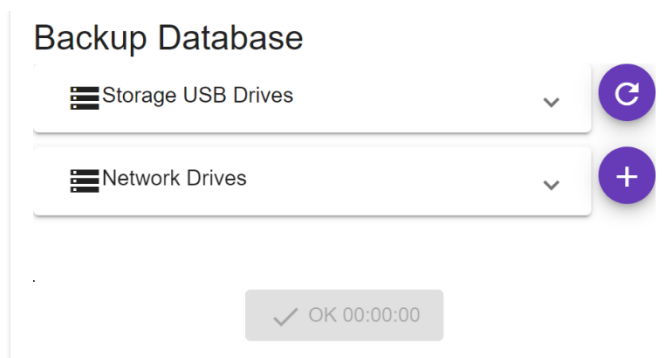 Backup Database
Storage USB Drives
Network Drives
.
OK 00:00:00